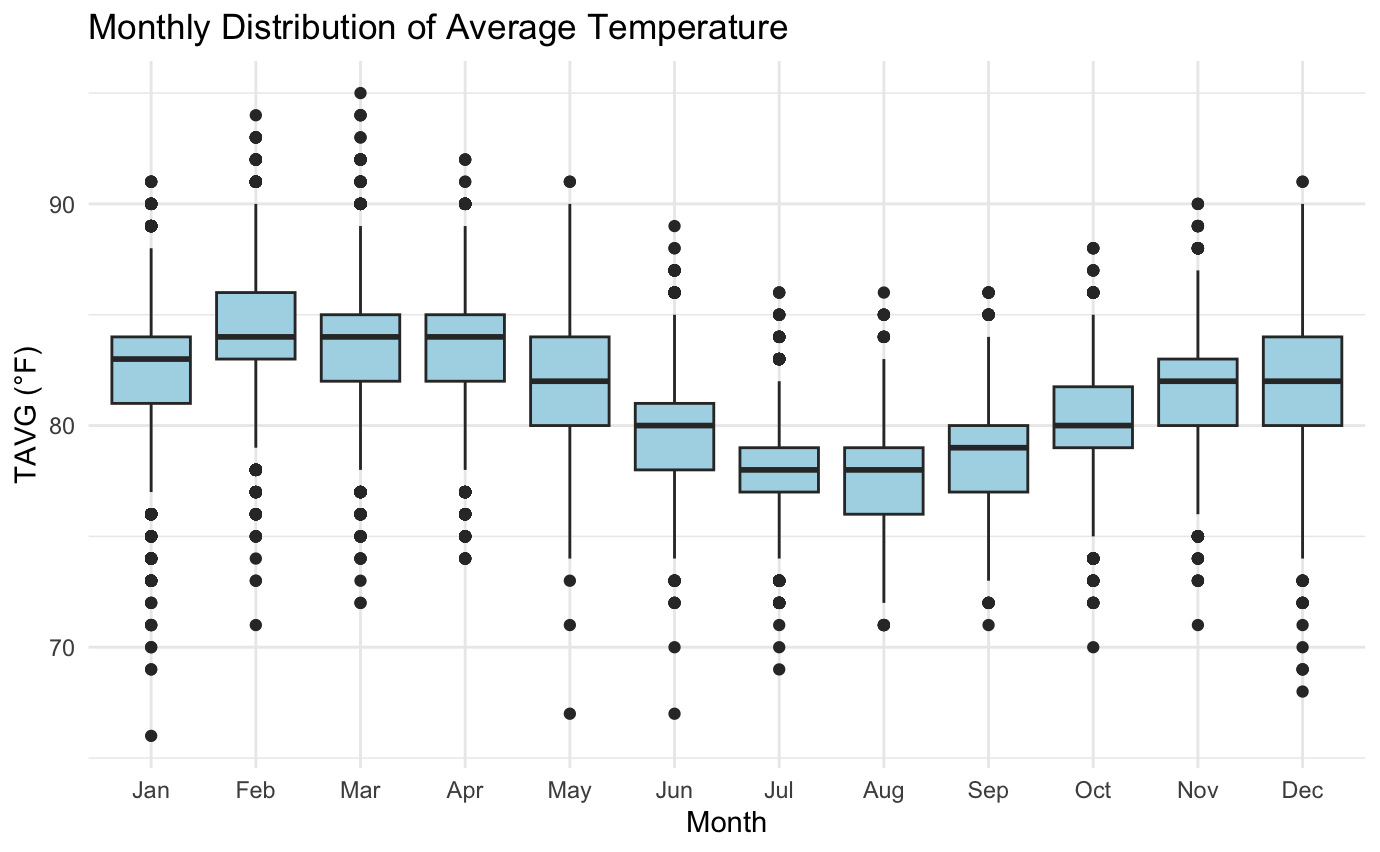 Monthly Distribution of Average Temperature
TAVG (°F)
90
80
70
Jan Feb Mar Apr May Jun Jul Aug Sep Oct Nov Dec
Month